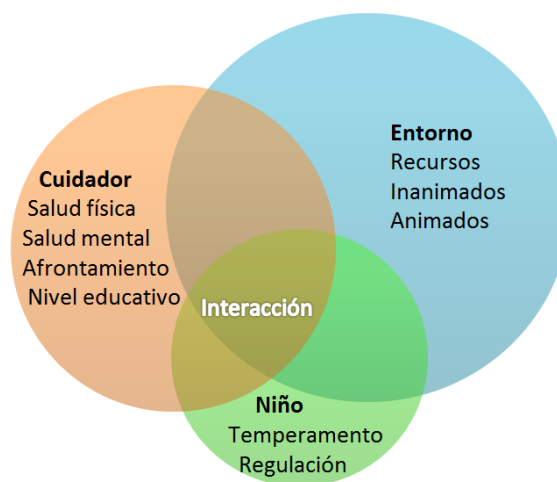 Entorno
Recursos
Inanimados
Animados
Cuidador
Salud física
Salud mental
Afrontamiento
Nivel educativo
Interacción
Niño
Temperamento
Regulación